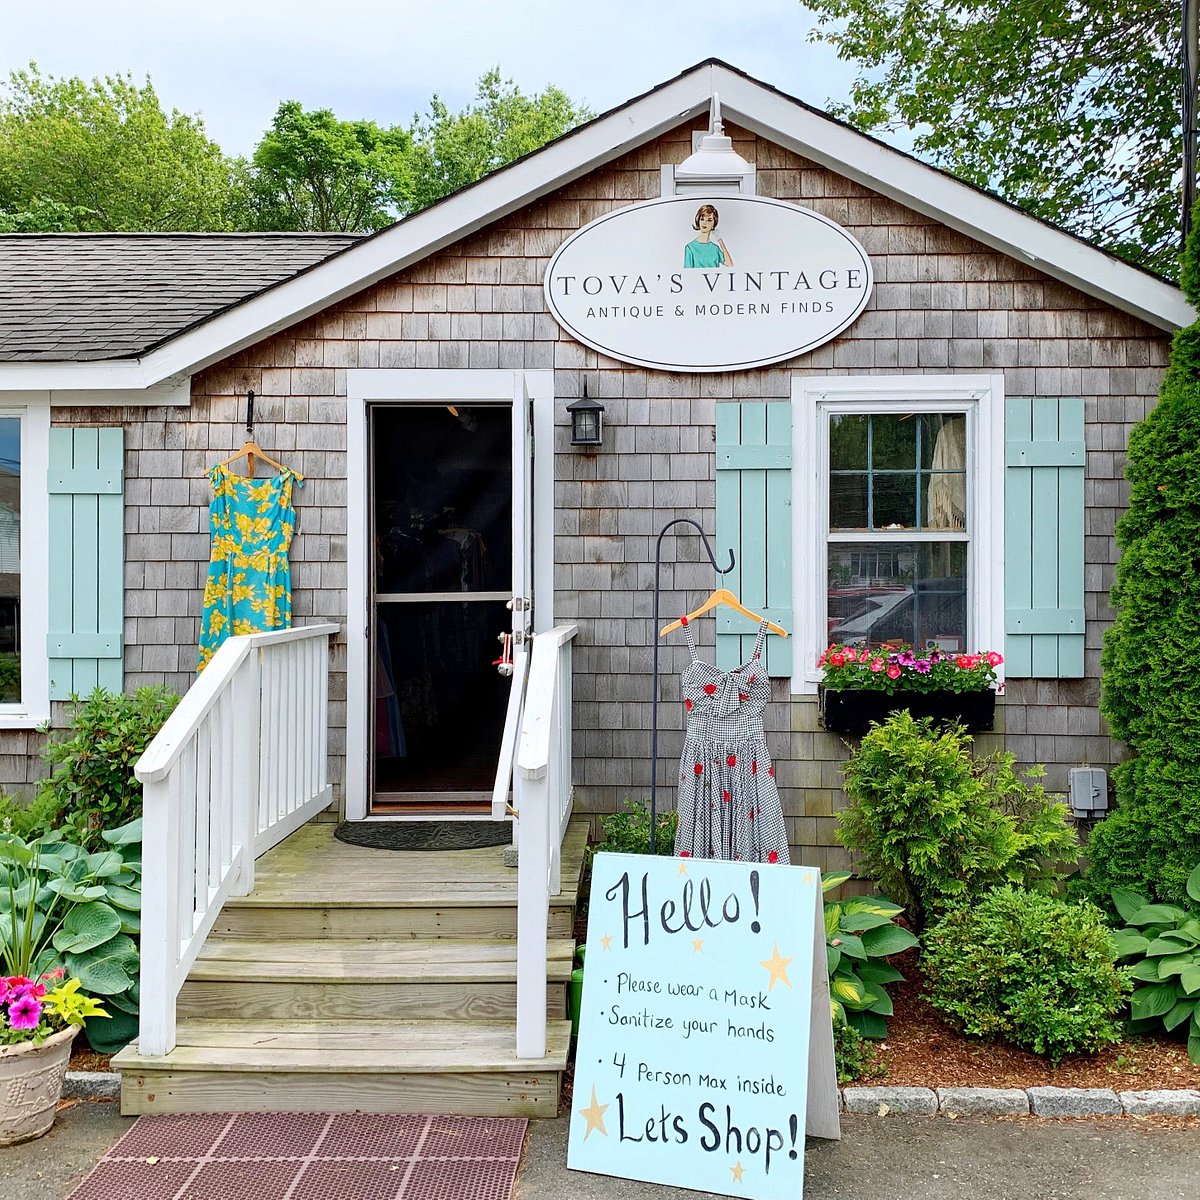 TOVA'S VINTAGE
ANTIQUE & MODERN FINDS
Hello!
• Please wear a Mask
• Sanitize your hands
• 4 Person Max inside
Lets Shop!